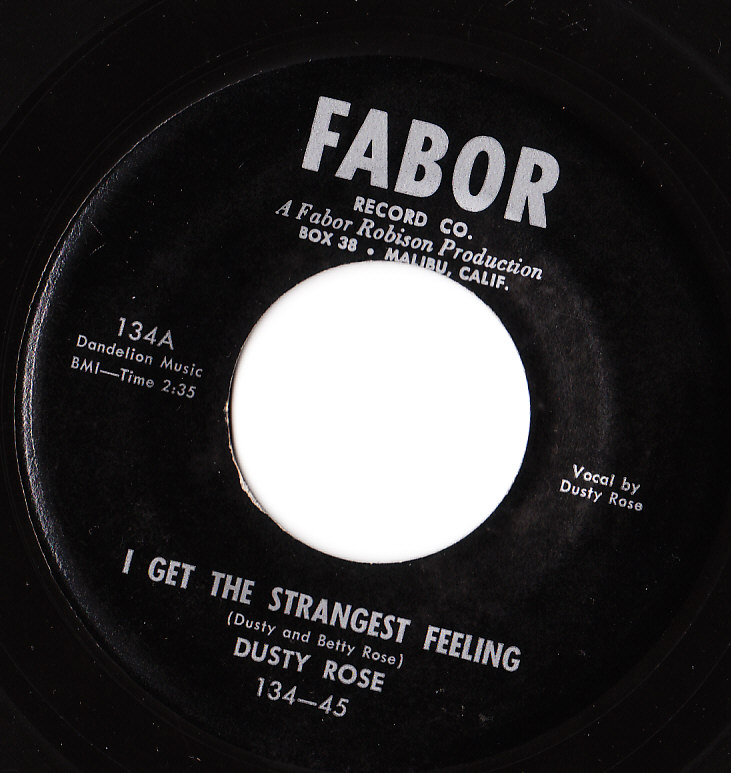 FABOR
RECORD CO.
A Fabor Robison Production
BOX 38 • MALIBU, CALIF.
134A
Dandelion Music
BMI—Time 2:35
Vocal by
Dusty Rose
I GET THE STRANGEST FEELING
(Dusty and Betty Rose)
DUSTY ROSE
134—45